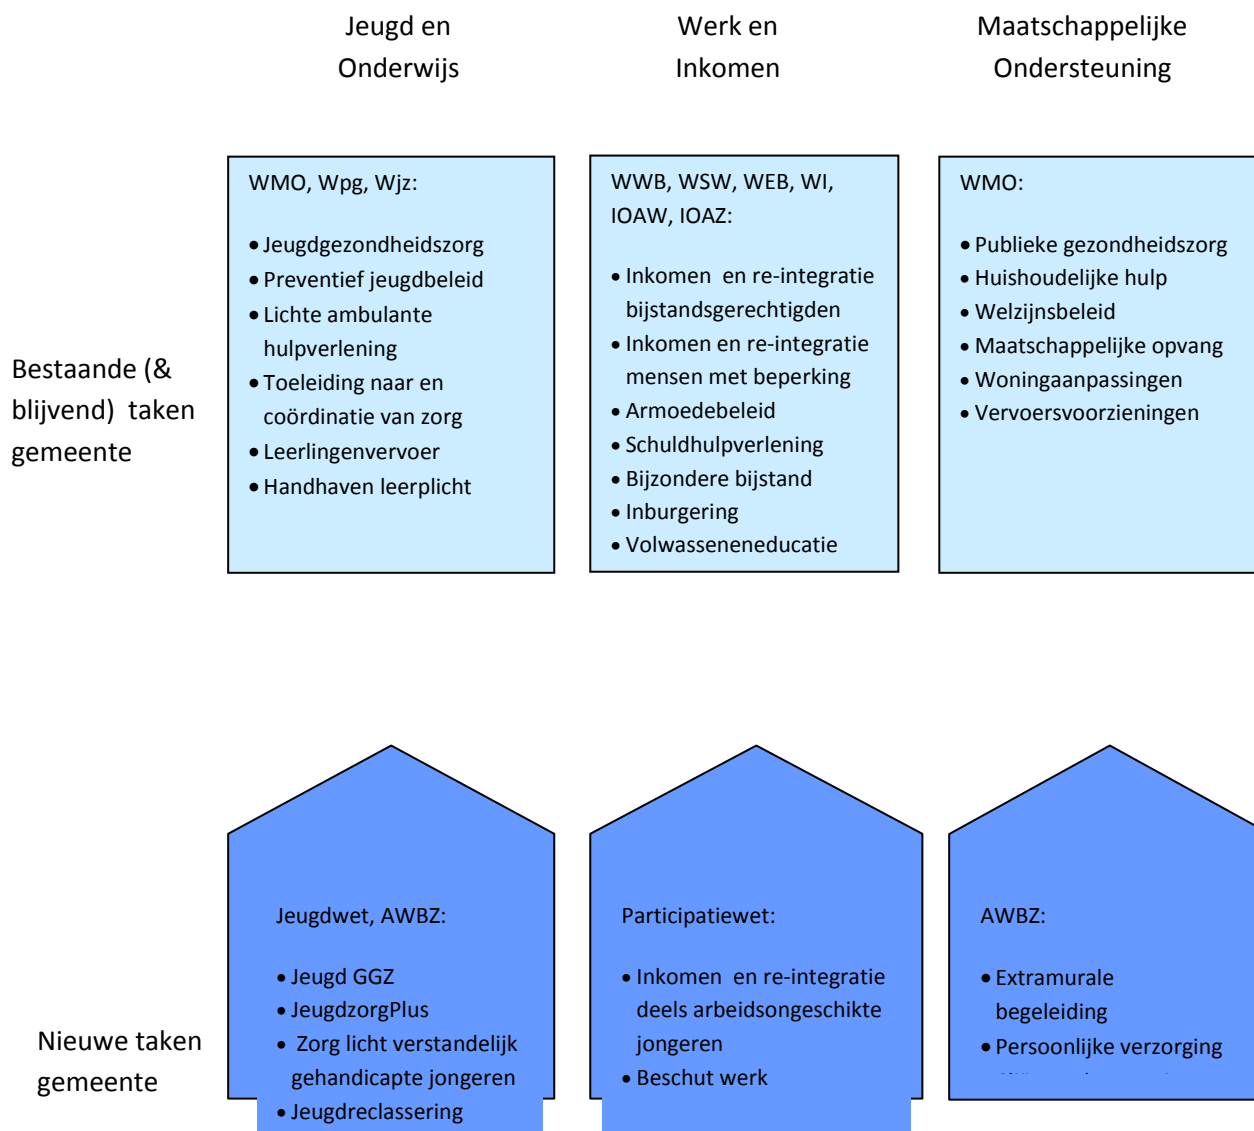 Jeugd en
Onderwijs
Werk en
Inkomen
Maatschappelijke
Ondersteuning
Bestaande (&
blijvend) taken
gemeente
WMO, Wpg, Wjz:
• Jeugdgezondheidszorg
• Preventief jeugdbeleid
• Lichte ambulante
hulpverlening
• Toeleiding naar en
coördinatie van zorg
• Leerlingenvervoer
• Handhaven leerplicht
WWB, WSW, WEB, WI,
IOAW, IOAZ:
• Inkomen en re-integratie
bijstandsgerechtigden
• Inkomen en re-integratie
mensen met beperking
• Armoedebeleid
• Schuldhulpverlening
• Bijzondere bijstand
• Inburgering
• Volwasseneneducatie
WMO:
• Publieke gezondheidszorg
• Huishoudelijke hulp
• Welzijnsbeleid
• Maatschappelijke opvang
• Woningaanpassingen
• Vervoersvoorzieningen
Nieuwe taken
gemeente
Jeugdwet, AWBZ:
• Jeugd GGZ
• JeugdzorgPlus
• Zorg licht verstandelijk
gehandicapte jongeren
• Jeugdreclassering
Participatiewet:
• Inkomen en re-integratie
deels arbeidsongeschikte
jongeren
• Beschut werk
AWBZ:
• Extramurale
begeleiding
• Persoonlijke verzorging